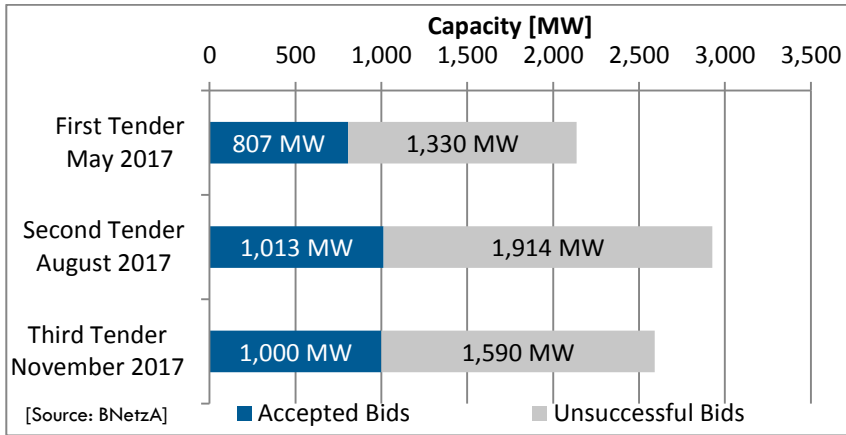 Capacity [MW]
0 500 1,000 1,500 2,000 2,500 3,000 3,500
First Tender
May 2017
807 MW 1,330 MW
Second Tender
August 2017
1,013 MW 1,914 MW
Third Tender
November 2017
1,000 MW 1,590 MW
[Source: BNetzA] Accepted Bids Unsuccessful Bids